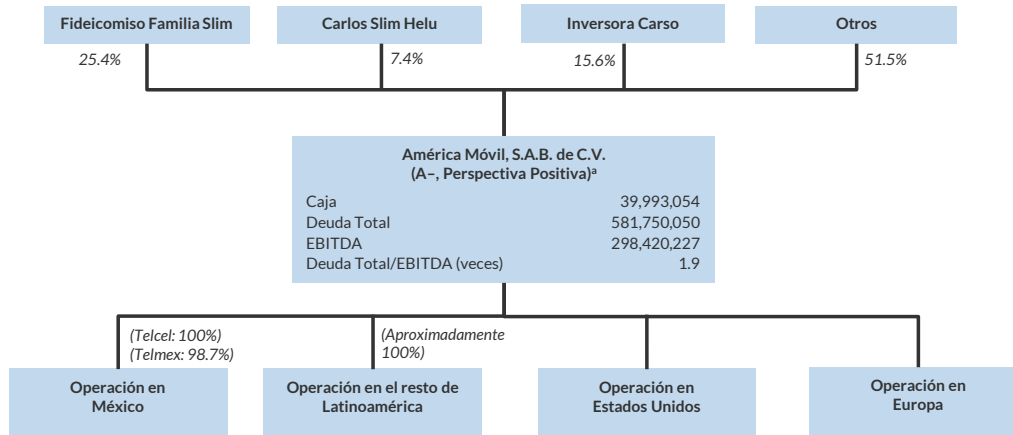 Fideicomiso Familia Slim
Carlos Slim Helu
Inversora Carso
Otros
25.4%
7.4%
15.6%
51.5%
América Móvil, S.A.B. de C.V.
(A–, Perspectiva Positiva)ª
Caja 39,993,054
Deuda Total 581,750,050
EBITDA 298,420,227
Deuda Total/EBITDA (veces) 1.9
(Telcel: 100%)
(Telmex: 98.7%)
(Aproximadamente
100%)
Operación en
México
Operación en el resto de
Latinoamérica
Operación en
Estados Unidos
Operación en
Europa